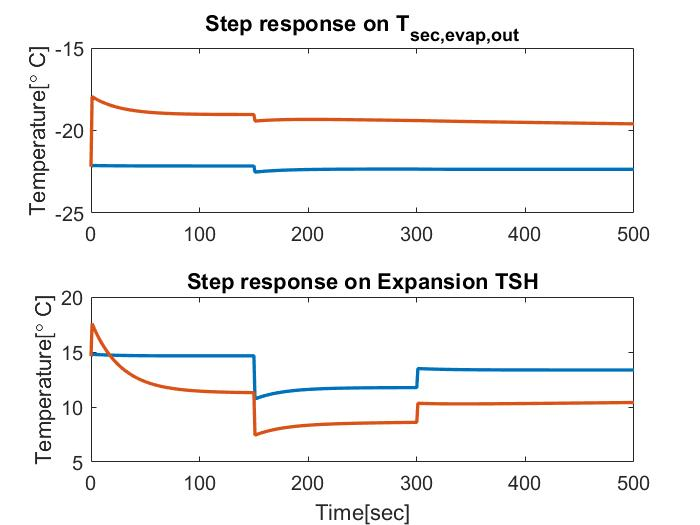 Step response on T sec,evap,out
Temperature[° C]
-15
-20
-25
0 100 200 300 400 500
Step response on Expansion TSH
Temperature[° C]
20
15
10
5
0 100 200 300 400 500
Time[sec]